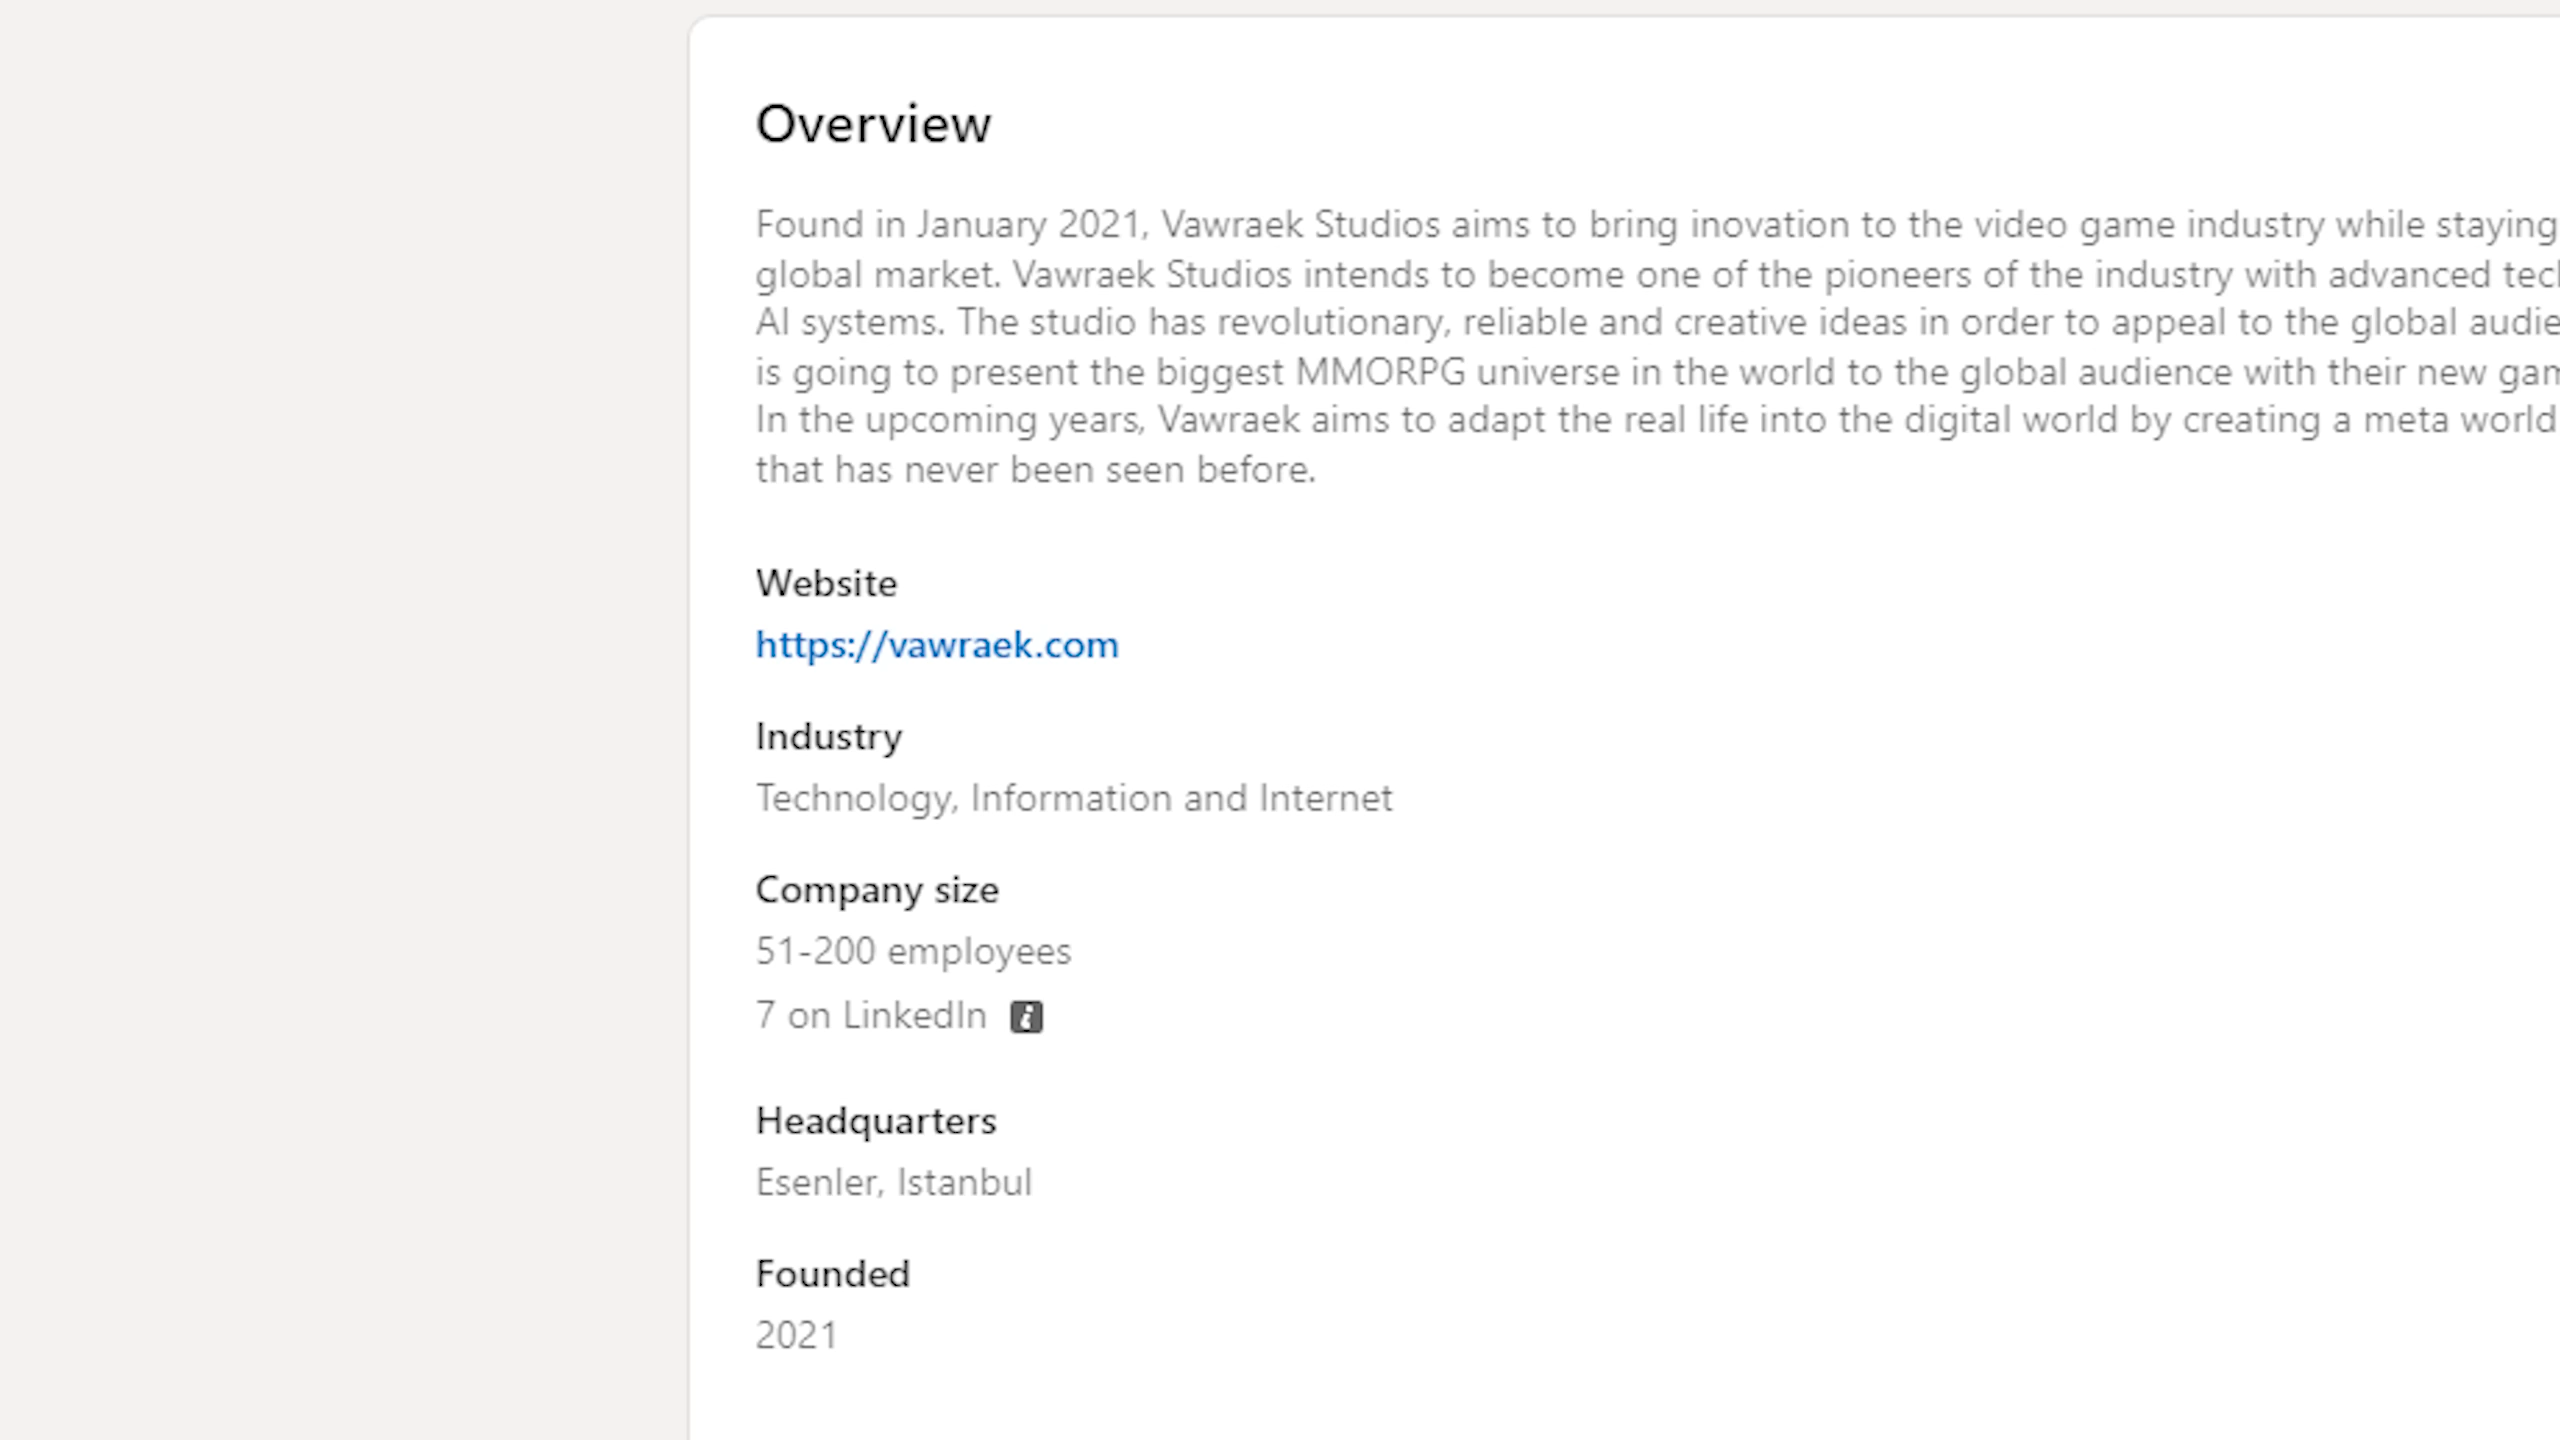 Overview
Found in January 2021, Vawraek Studios aims to bring inovation to the video game industry while staying
global market. Vawraek Studios intends to become one of the pioneers of the industry with advanced
AI systems. The studio has revolutionary, reliable and creative ideas in order to appeal to the global
is going to present the biggest MMORPG universe in the world to the global audience with their new
In the upcoming years, Vawraek aims to adapt the real life into the digital world by creating a meta world
that has never been seen before.
Website
https://vawraek.com
Industry
Technology, Information and Internet
Company size
51-200 employees
7 on LinkedIn
Headquarters
Esenler, Istanbul
Founded
2021